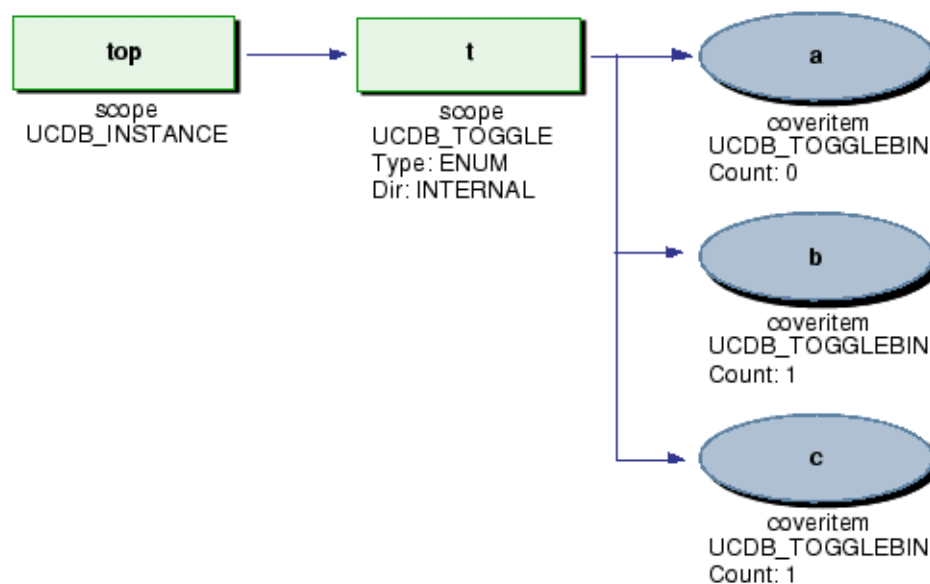 top
scope
UCDB_INSTANCE
t
scope
UCDB_TOGGLE
Type: ENUM
Dir: INTERNAL
a
coveritem
UCDB_TOGGLEBIN
Count: 0
b
coveritem
UCDB_TOGGLEBIN
Count: 1
c
coveritem
UCDB_TOGGLEBIN
Count: 1